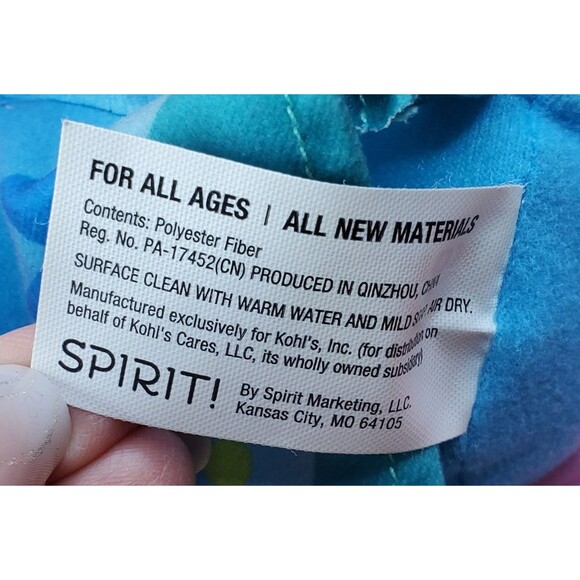 FOR ALL AGES | ALL NEW MATERIALS
Contents: Polyester Fiber
Reg. No. PA-17452(CN) PRODUCED IN QINZHOU, CHINA
SURFACE CLEAN WITH WARM WATER AND MILD AIR DRY.
Manufactured exclusively for Kohl's, Inc. (for distribution on
behalf of Kohl's Cares, LLC, its wholly owned subsidiary)
SPIRIT!
By Spirit Marketing, LLC.
Kansas City, MO 64105